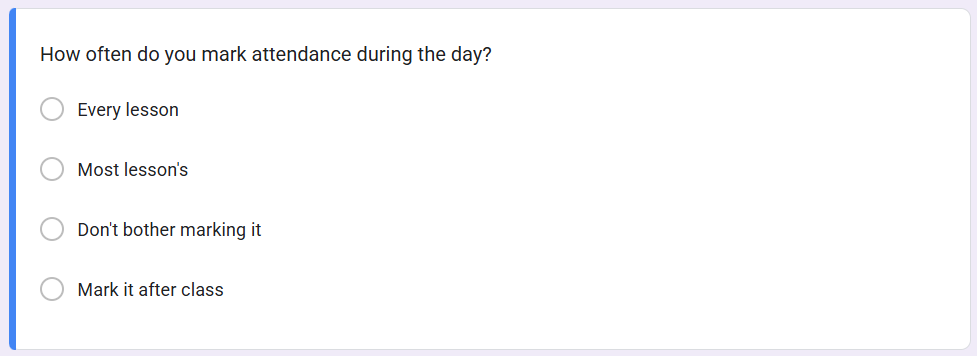 How often do you mark attendance during the day?
Every lesson
Most lesson's
Don't bother marking it
Mark it after class